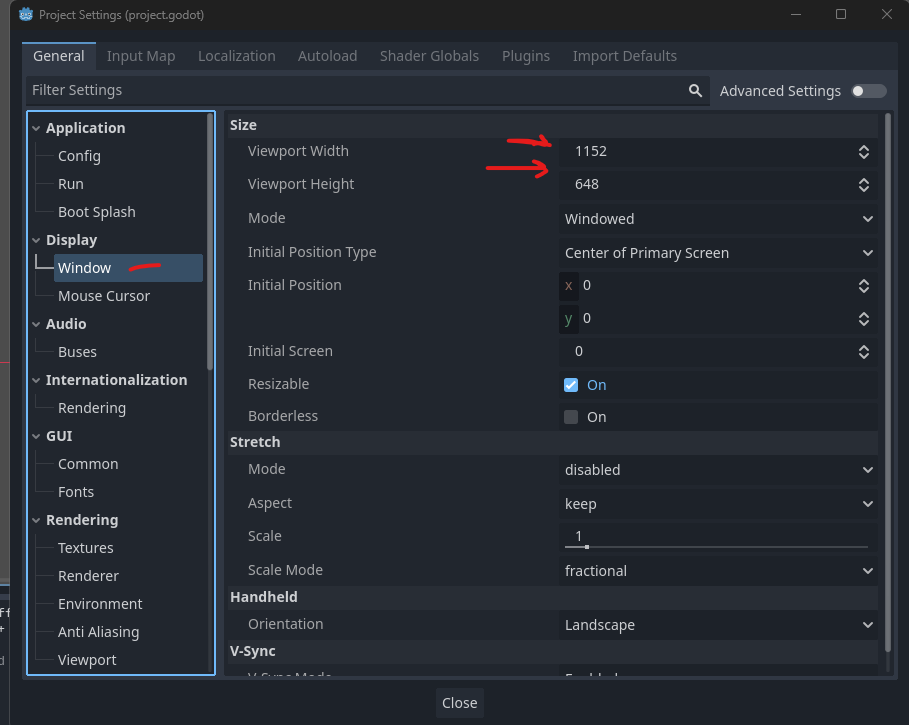 Project Settings (project.godot)
General Input Map Localization Autoload Shader Globals Plugins Import Defaults
Filter Settings Advanced Settings
Application
Config
Run
Boot Splash
Display
Window
Mouse Cursor
Audio
Buses
Internationalization
Rendering
GUI
Common
Fonts
Rendering
Textures
Renderer
Environment
Anti Aliasing
Viewport
Size
Viewport Width 1152
Viewport Height 648
Mode Windowed
Initial Position Type Center of Primary Screen
Initial Position x 0
y 0
Initial Screen 0
Resizable On
Borderless On
Stretch
Mode disabled
Aspect keep
Scale 1
Scale Mode fractional
Handheld
Orientation Landscape
V-Sync
Close